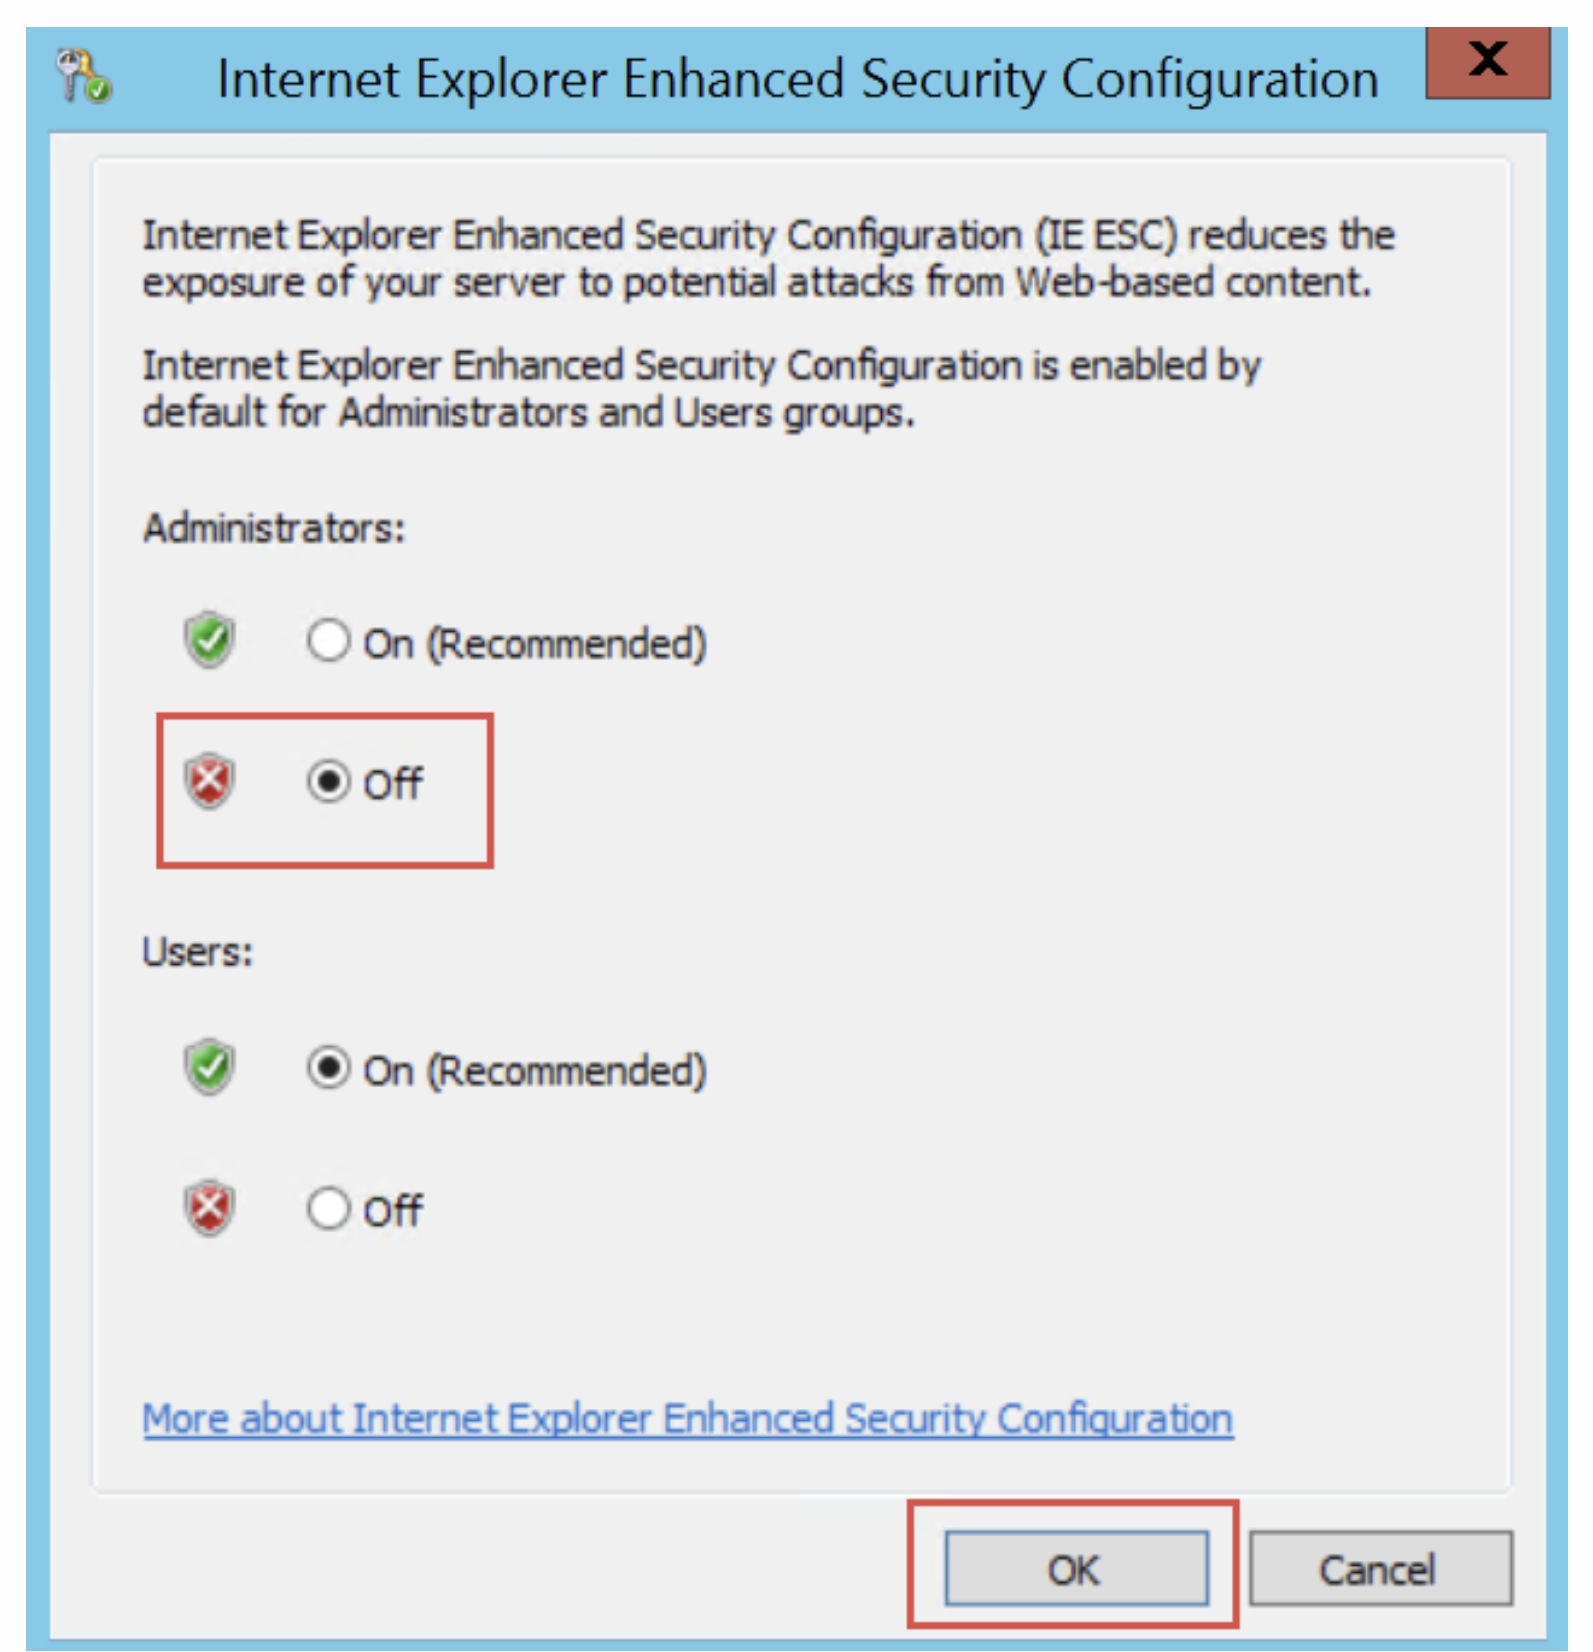 Internet Explorer Enhanced Security Configuration
X
Internet Explorer Enhanced Security Configuration (IE ESC) reduces the
exposure of your server to potential attacks from Web-based content.
Internet Explorer Enhanced Security Configuration is enabled by
default for Administrators and Users groups.
Administrators:
On (Recommended)
Off
Users:
On (Recommended)
Off
More about Internet Explorer Enhanced Security Configuration
OK
Cancel